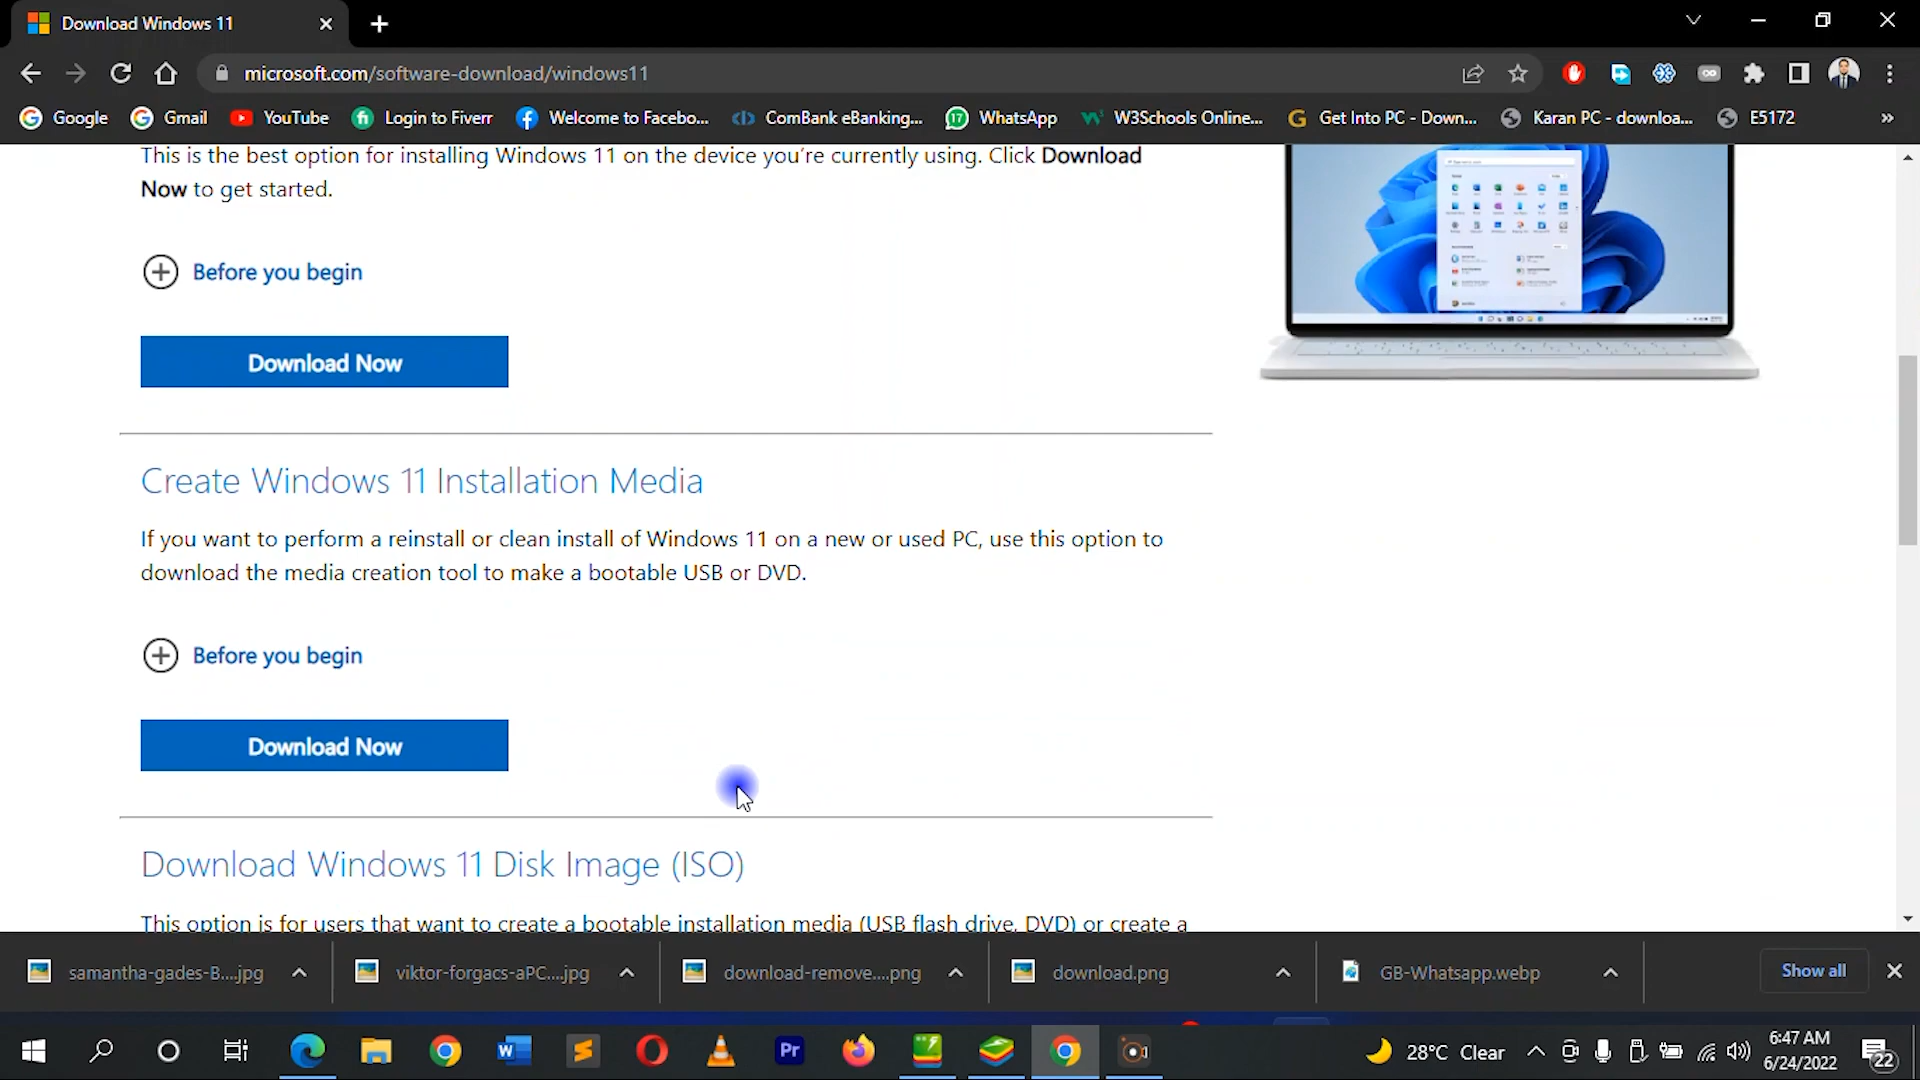 Download Windows 11
microsoft.com/software-download/windows11
Google
Gmail
YouTube
Login to Fiverr
Welcome to Facebo...
ComBank eBanking...
17
WhatsApp
W3Schools Online...
Get Into PC - Down...
Karan PC - downloa...
E5172
»
This is the best option for installing Windows 11 on the device you're currently using. Click Download
Now to get started.
Before you begin
Download Now
Create Windows 11 Installation Media
If you want to perform a reinstall or clean install of Windows 11 on a new or used PC, use this option to
download the media creation tool to make a bootable USB or DVD.
Before you begin
Download Now
Download Windows 11 Disk Image (ISO)
This option is for users that want to create a bootable installation media (USB flash drive, DVD) or create a
samantha-gades-B....jpg
viktor-forgacs-aPC....jpg
download-remove....png
download.png
GB-Whatsapp.webp
Show all
Pr
28°C Clear
6:47 AM
6/24/2022
22